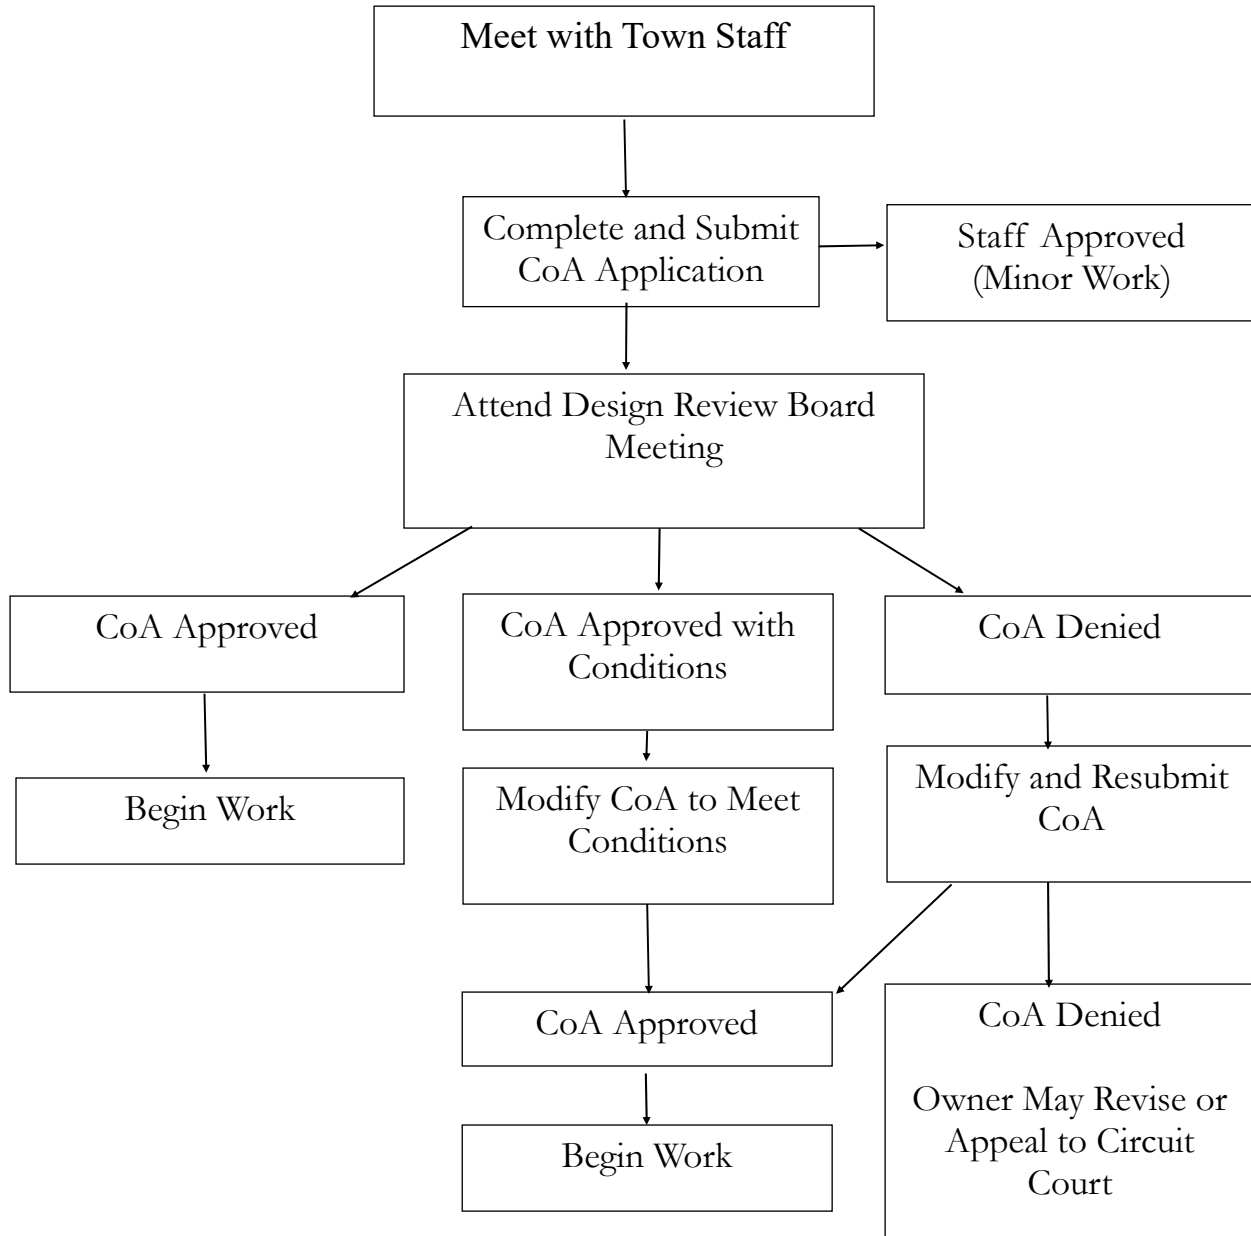 Meet with Town Staff
Complete and Submit
CoA Application
Staff Approved
(Minor Work)
Attend Design Review Board
Meeting
CoA Approved
CoA Approved with
Conditions
CoA Denied
Begin Work
Modify CoA to Meet
Conditions
Modify and Resubmit
CoA
CoA Approved
CoA Denied
Owner May Revise or
Appeal to Circuit
Court
Begin Work